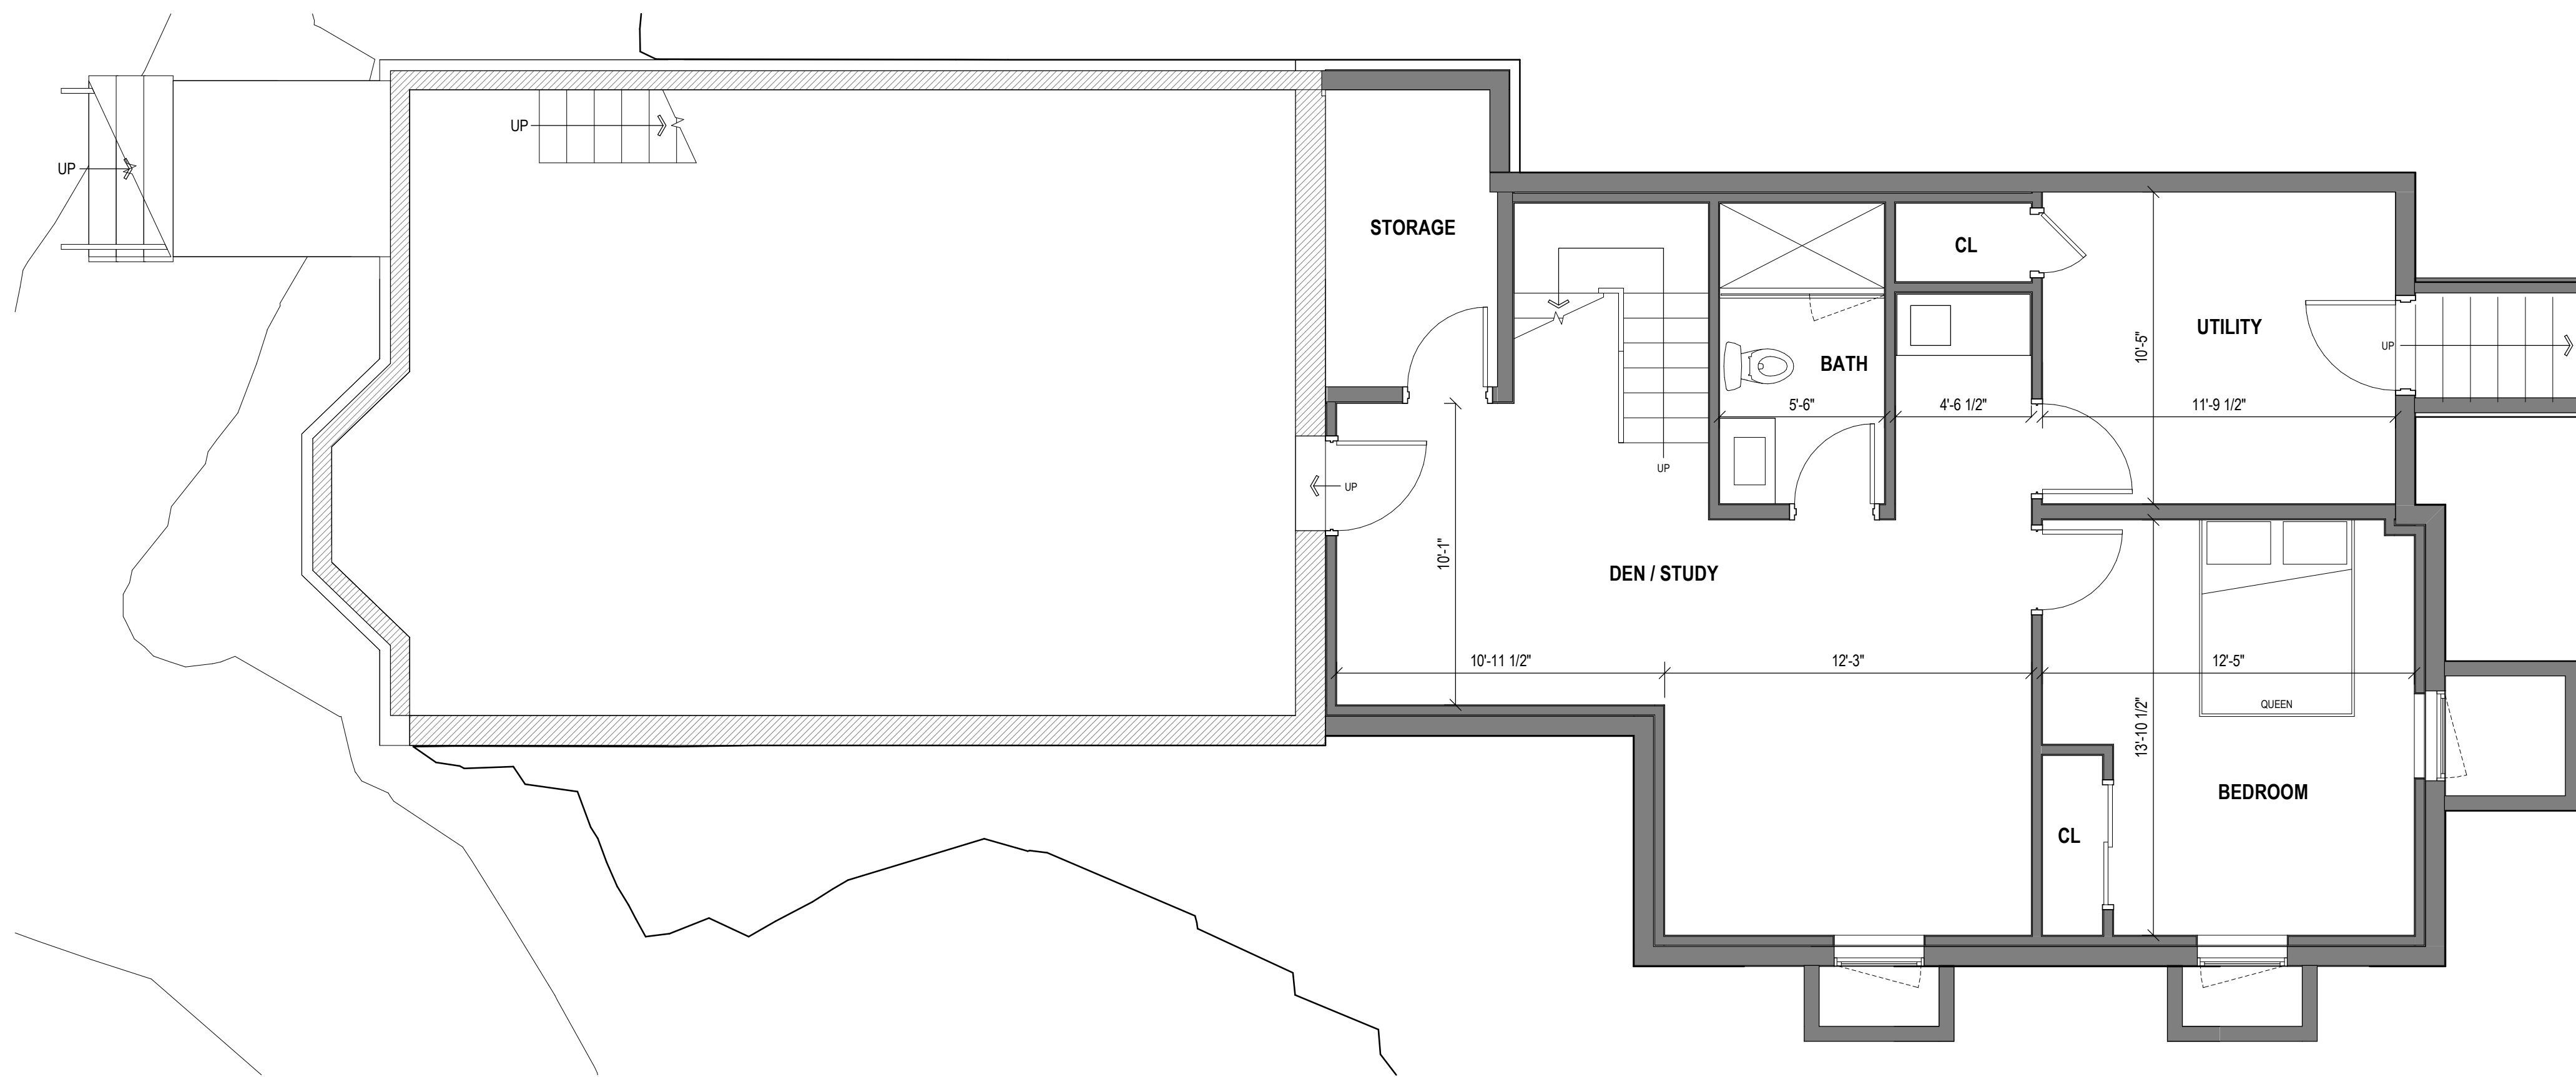 UP
UP
STORAGE
CL
UTILITY
10'-5"
UP
BATH
5'-6"
4'-6 1/2"
11'-9 1/2"
UP
UP
10'-1"
DEN / STUDY
10'-11 1/2"
12'-3"
12'-5"
QUEEN
13'-10 1/2"
BEDROOM
CL